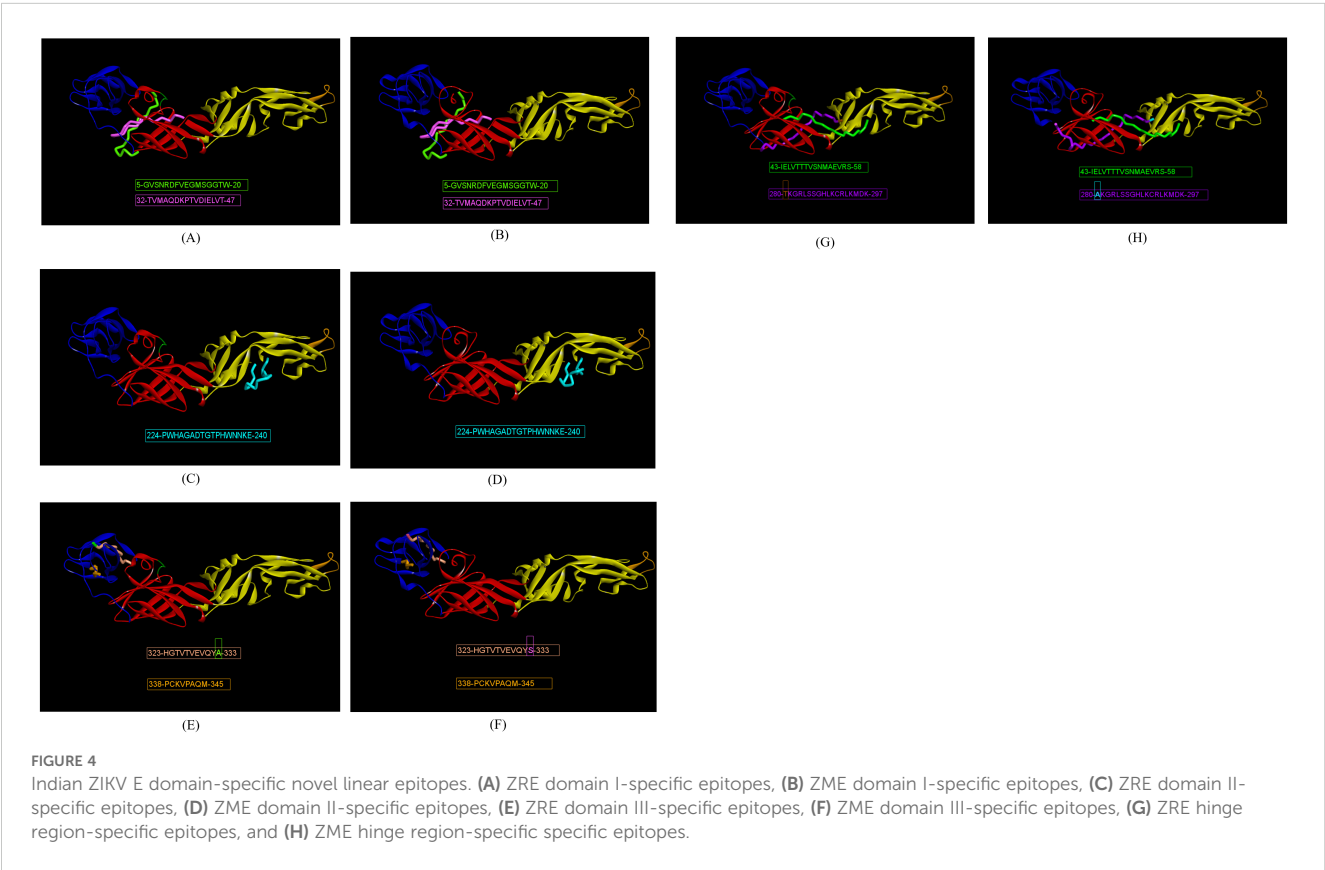 5-GVSNRDFVEGMSGGTW-20
32-TVMAQDKPTVDIELVT-47
(A)
5-GVSNRDFVEGMSGGTW-20
32-TVMAQDKPTVDIELVT-47
(B)
43-IELVTTTVSNMAEVRS-58
280-TKGRLSSGHLKCRLKMDK-297
(G)
43-IELVTTTVSNMAEVRS-58
280-AKGRLSSGHLKCRLKMDK-297
(H)
224-PWHAGADTGTPHWNNKE-240
(C)
224-PWHAGADTGTPHWNNKE-240
(D)
323-HGTVTVEVQYA-333
338-PCKVPAQM-345
(E)
323-HGTVTVEVQYS-333
338-PCKVPAQM-345
(F)
FIGURE 4
Indian ZIKV E domain-specific novel linear epitopes. (A) ZRE domain I-specific epitopes, (B) ZME domain I-specific epitopes, (C) ZRE domain II-
specific epitopes, (D) ZME domain II-specific epitopes, (E) ZRE domain III-specific epitopes, (F) ZME domain III-specific epitopes, (G) ZRE hinge
region-specific epitopes, and (H) ZME hinge region-specific specific epitopes.